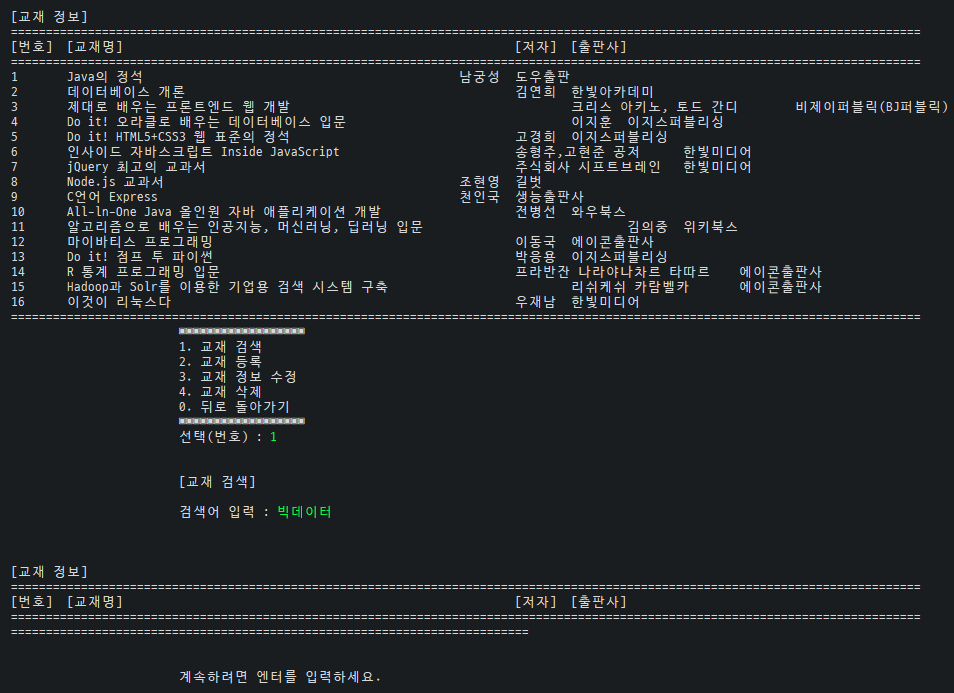 [교재 정보]
==================================================================================================================================
[번호] [교재명] [저자] [출판사]
==================================================================================================================================
1 Java의 정석 남궁성 도우출판
2 데이터베이스 개론 김연희 한빛아카데미
3 제대로 배우는 프론트엔드 웹 개발 크리스 아키노, 토드 간디 비제이퍼블릭(BJ퍼블릭)
4 Do it! 오라클로 배우는 데이터베이스 입문 이지훈 이지스퍼블리싱
5 Do it! HTML5+CSS3 웹 표준의 정석 고경희 이지스퍼블리싱
6 인사이드 자바스크립트 Inside JavaScript 송형주,고현준 공저 한빛미디어
7 jQuery 최고의 교과서 주식회사 시프트브레인 한빛미디어
8 Node.js 교과서 조현영 길벗
9 C언어 Express 천인국 생능출판사
10 All-ln-One Java 올인원 자바 애플리케이션 개발 전병선 와우북스
11 알고리즘으로 배우는 인공지능, 머신러닝, 딥러닝 입문 김의중 위키북스
12 마이바티스 프로그래밍 이동국 에이콘출판사
13 Do it! 점프 투 파이썬 박응용 이지스퍼블리싱
14 R 통계 프로그래밍 입문 프라반잔 나라야나차르 타따르 에이콘출판사
15 Hadoop과 Solr를 이용한 기업용 검색 시스템 구축 리쉬케쉬 카람벨카 에이콘출판사
16 이것이 리눅스다 우재남 한빛미디어
==================================================================================================================================
▣▣▣▣▣▣▣▣▣▣▣▣▣▣▣▣▣▣
1. 교재 검색
2. 교재 등록
3. 교재 정보 수정
4. 교재 삭제
0. 뒤로 돌아가기
▣▣▣▣▣▣▣▣▣▣▣▣▣▣▣▣▣▣
선택(번호) : 1
[교재 검색]
검색어 입력 : 빅데이터
[교재 정보]
==================================================================================================================================
[번호] [교재명] [저자] [출판사]
==================================================================================================================================
==========================================================================
계속하려면 엔터를 입력하세요.